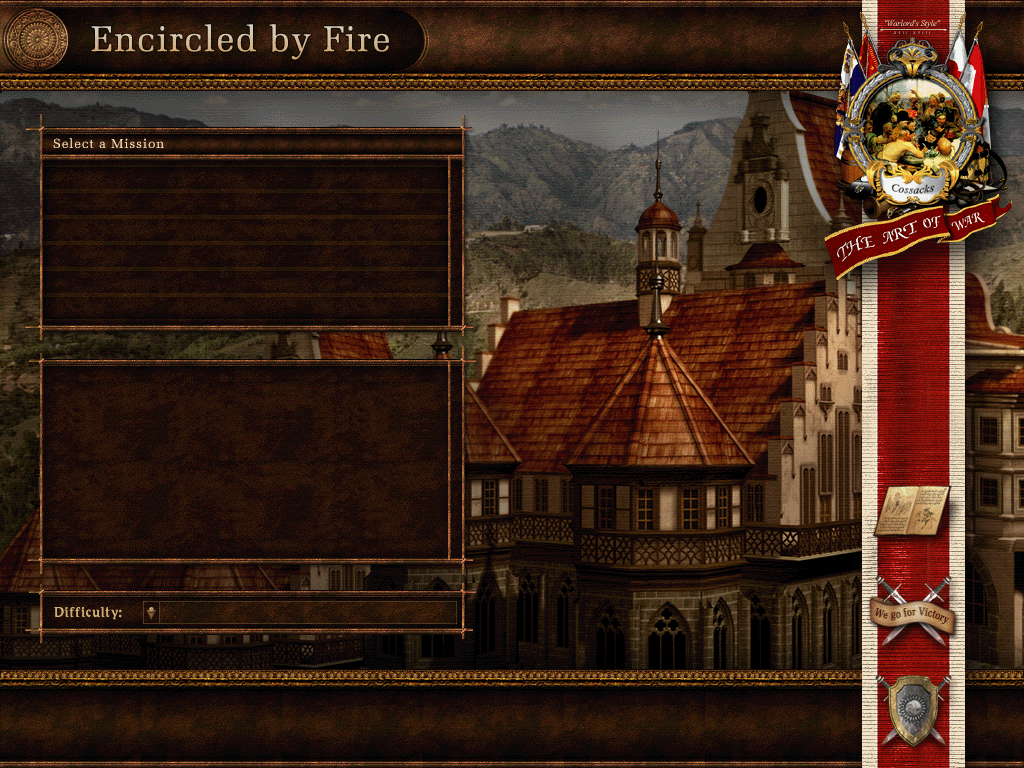 Encircled by Fire
"Warlord's Style"
Cossacks
THE ART OF WAR
Select a Mission
Difficulty:
We go for Victory